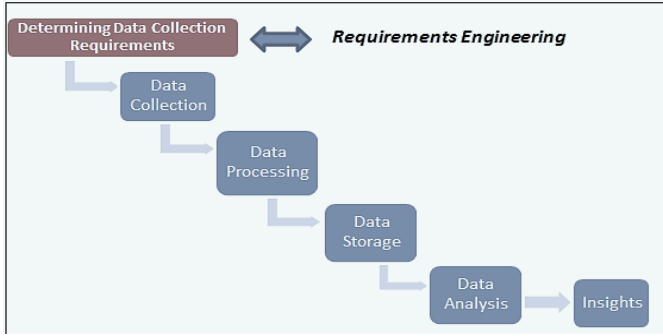 Determining Data Collection
Requirements
Requirements Engineering
Data
Collection
Data
Processing
Data
Storage
Data
Analysis
Insights